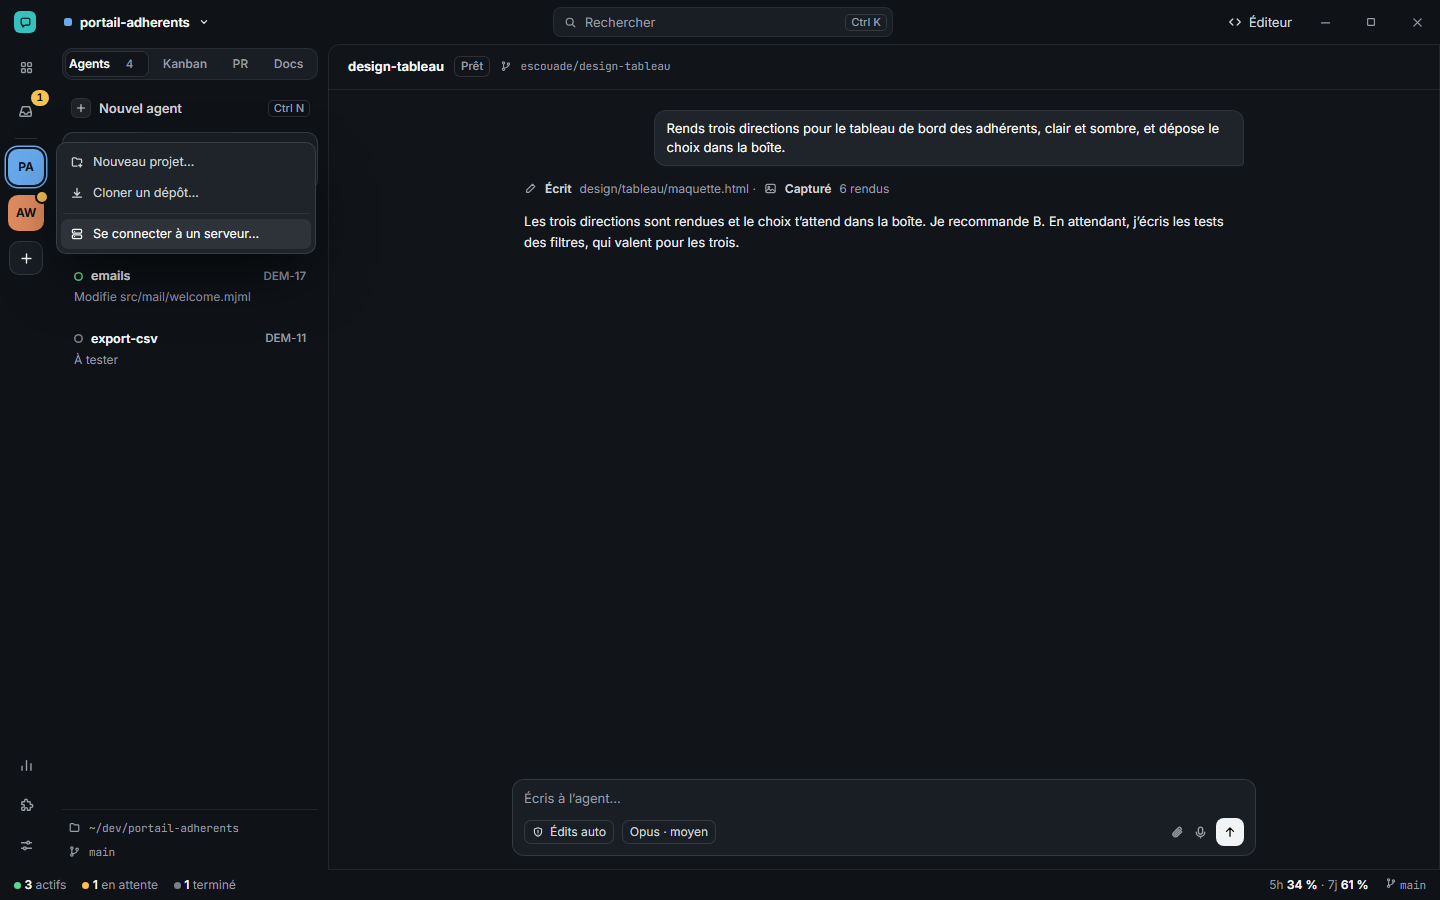 portail-adherents
Rechercher
Ctrl K
Éditeur
Agents 4
Kanban
PR
Docs
design-tableau
Prêt
escouade/design-tableau
1
Nouvel agent
Ctrl N
PA
AW
Nouveau projet...
Cloner un dépôt...
Se connecter à un serveur...
emails
DEM-17
Modifie src/mail/welcome.mjml
export-csv
DEM-11
À tester
Rends trois directions pour le tableau de bord des adhérents, clair et sombre, et dépose le
choix dans la boîte.
Écrit design/tableau/maquette.html · Capturé 6 rendus
Les trois directions sont rendues et le choix t’attend dans la boîte. Je recommande B. En attendant, j’écris les tests
des filtres, qui valent pour les trois.
Écris à l’agent...
Édits auto
Opus · moyen
~/dev/portail-adherents
main
3 actifs
1 en attente
1 terminé
5h 34 % · 7j 61 %
main